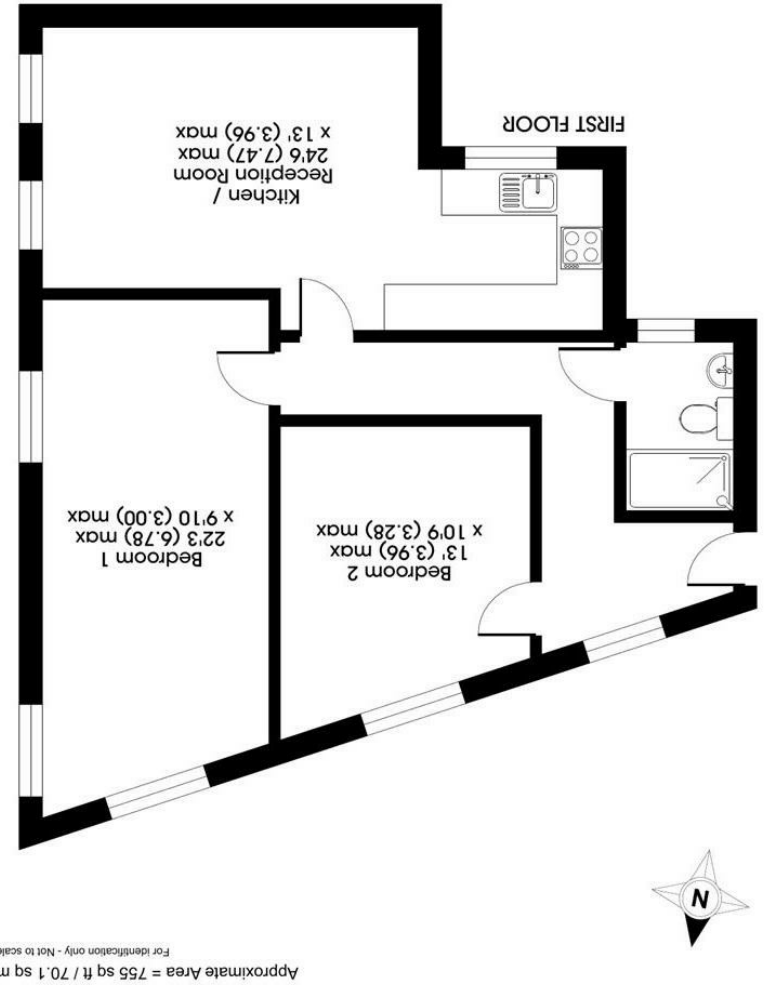 Approximate Area = 755 sq ft / 70.1 sq m
For identification only - Not to scale
N
Bedroom 2
13' (3.96) max
x 10'9 (3.28) max
Bedroom 1
22'3 (6.78) max
x 9'10 (3.00) max
Kitchen /
Reception Room
24'6 (7.47) max
x 13' (3.96) max
FIRST FLOOR